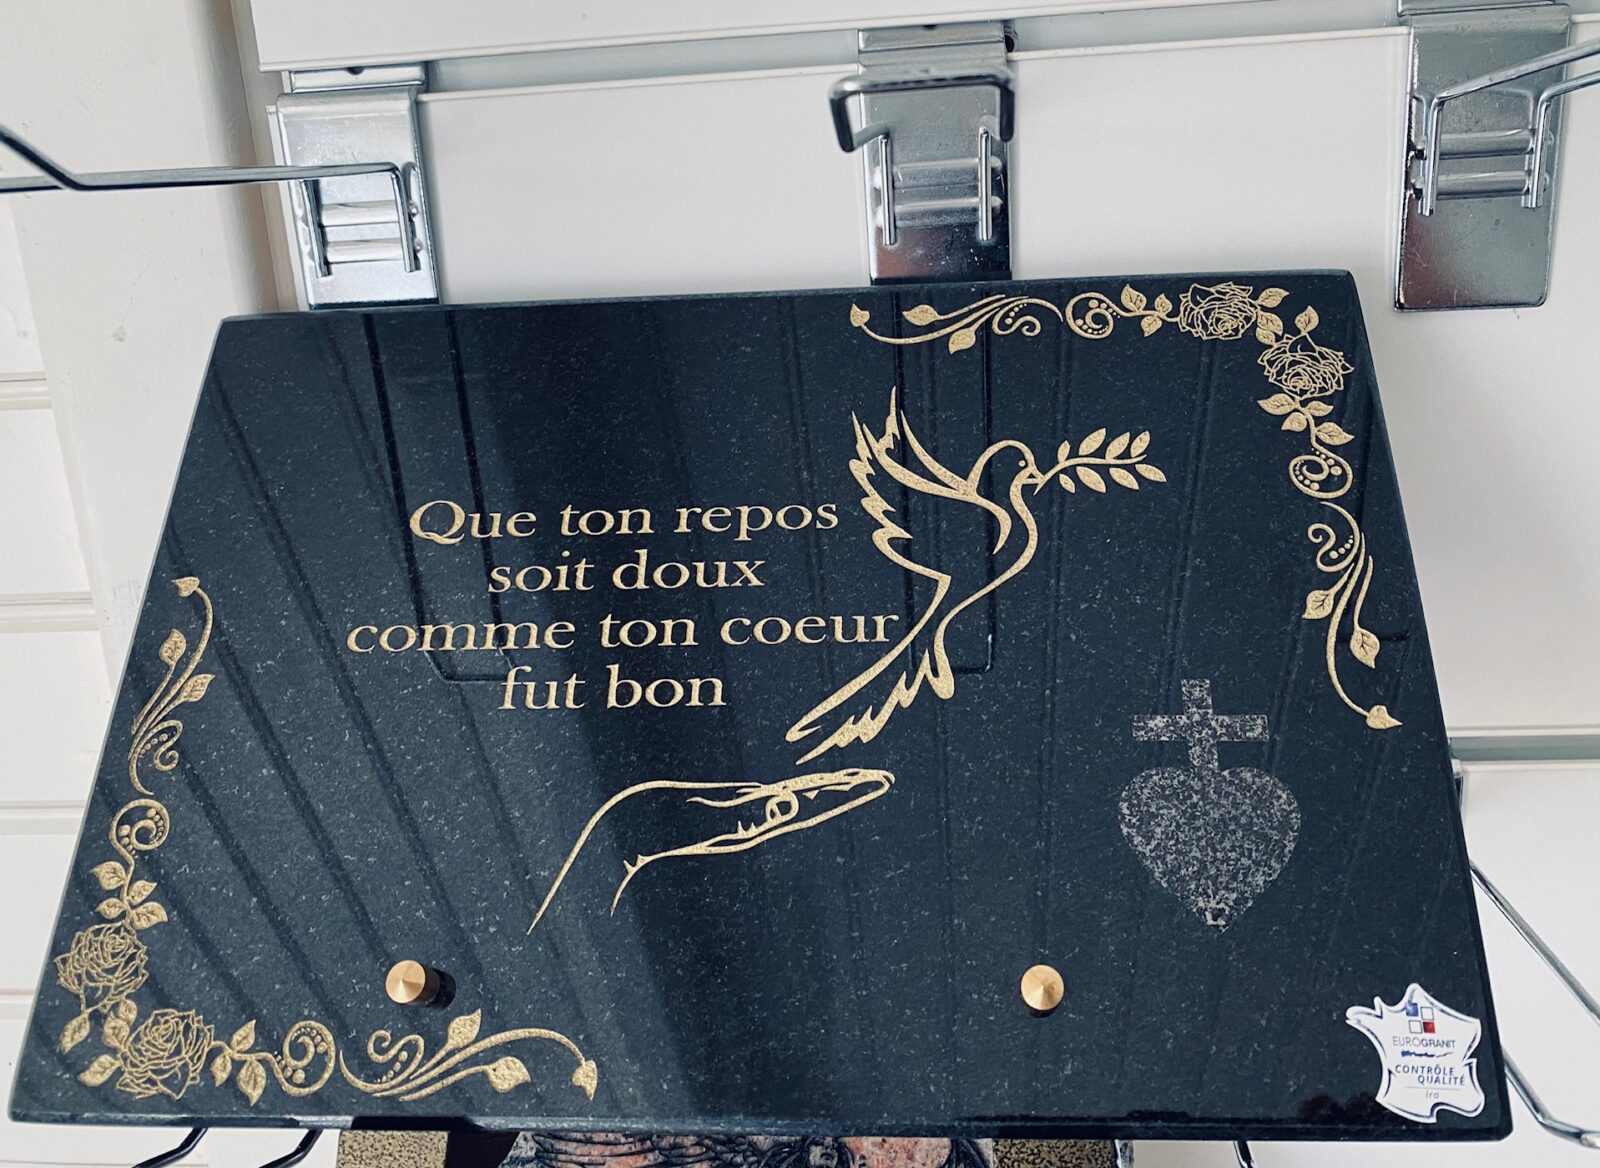 Que ton repos
soit doux
comme ton coeur
fut bon
EUROGRANIT
CONTRÔLE
QUALITÉ